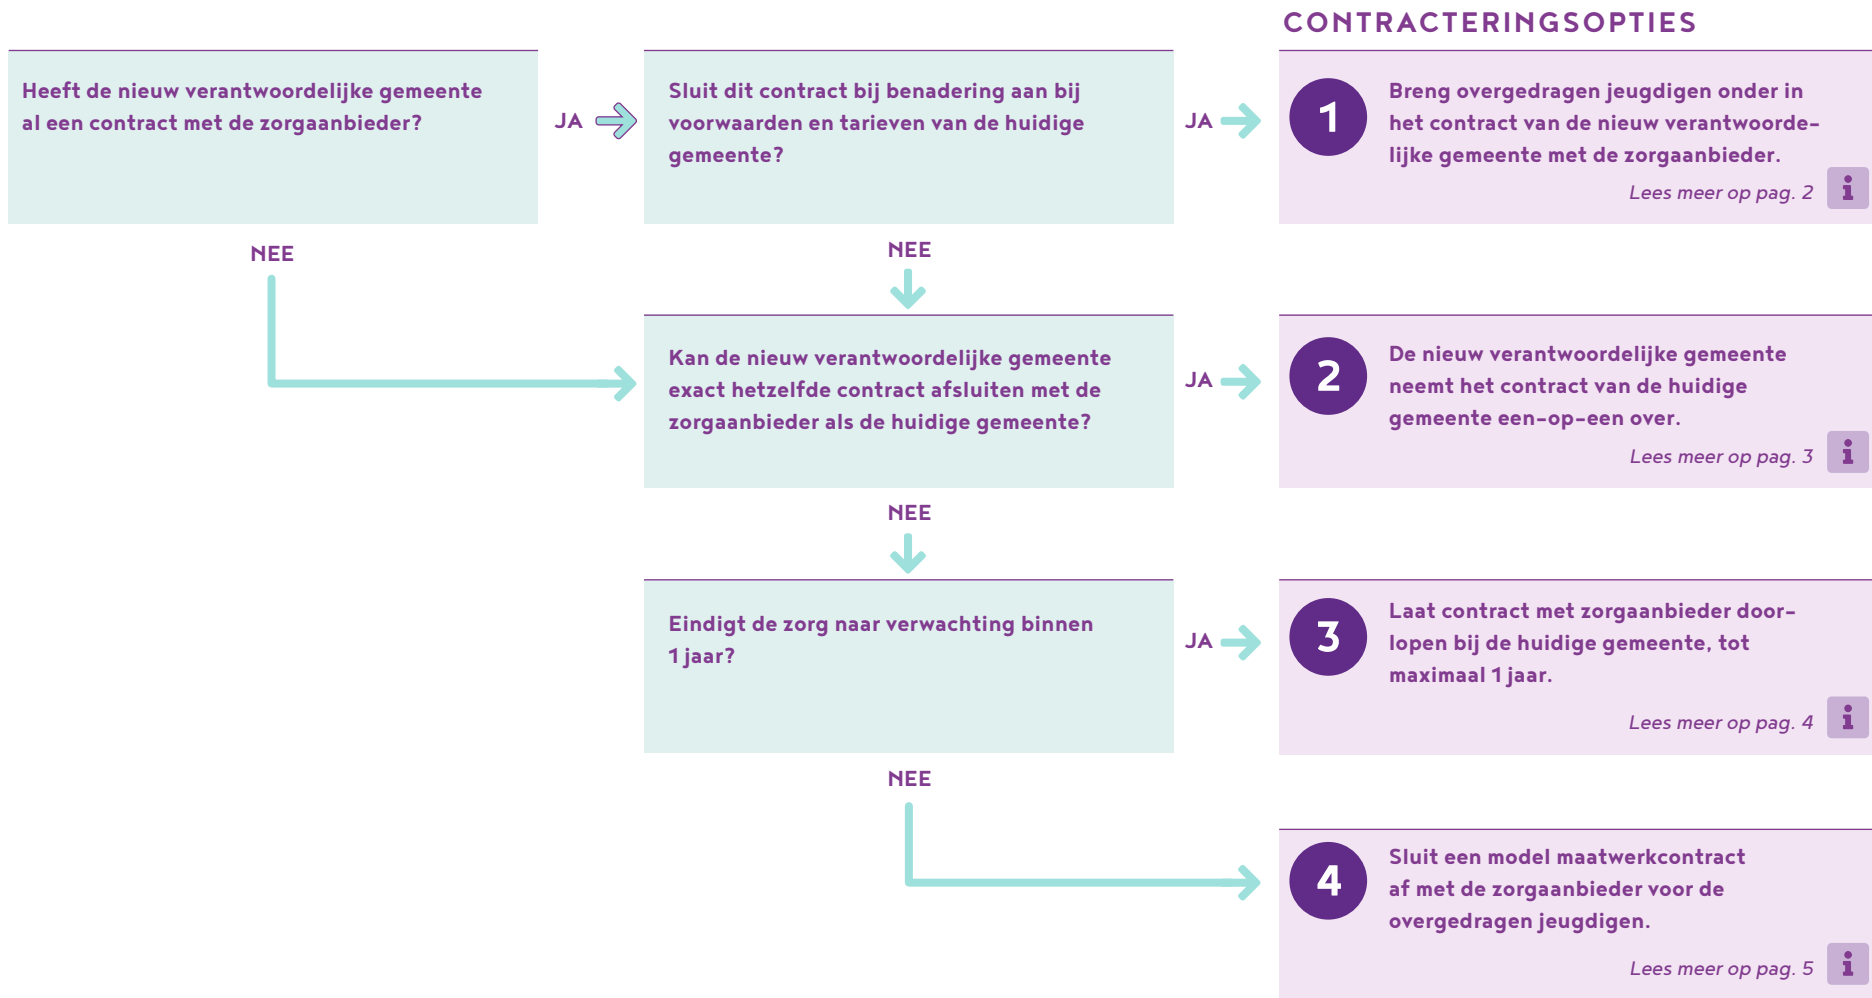 CONTRACTERINGSOPTIES
Heeft de nieuw verantwoordelijke gemeente
al een contract met de zorgaanbieder?
JA
Sluit dit contract bij benadering aan bij
voorwaarden en tarieven van de huidige
gemeente?
JA
1
Breng overgedragen jeugdigen onder in
het contract van de nieuw verantwoorde-
lijke gemeente met de zorgaanbieder.
Lees meer op pag. 2
i
NEE
NEE
Kan de nieuw verantwoordelijke gemeente
exact hetzelfde contract afsluiten met de
zorgaanbieder als de huidige gemeente?
JA
2
De nieuw verantwoordelijke gemeente
neemt het contract van de huidige
gemeente een-op-een over.
Lees meer op pag. 3
i
NEE
Eindigt de zorg naar verwachting binnen
1 jaar?
JA
3
Laat contract met zorgaanbieder door-
lopen bij de huidige gemeente, tot
maximaal 1 jaar.
Lees meer op pag. 4
i
NEE
4
Sluit een model maatwerkcontract
af met de zorgaanbieder voor de
overgedragen jeugdigen.
Lees meer op pag. 5
i